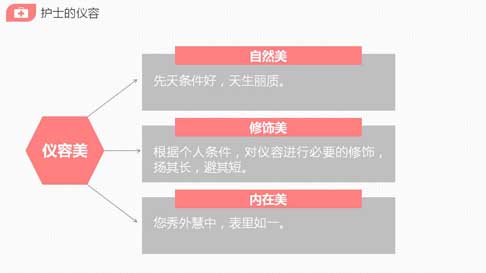 护士的仪容
自然美
先天条件好，天生丽质。
仪容美
修饰美
根据个人条件，对仪容进行必要的修饰，
扬其长，避其短。
内在美
您秀外慧中，表里如一。